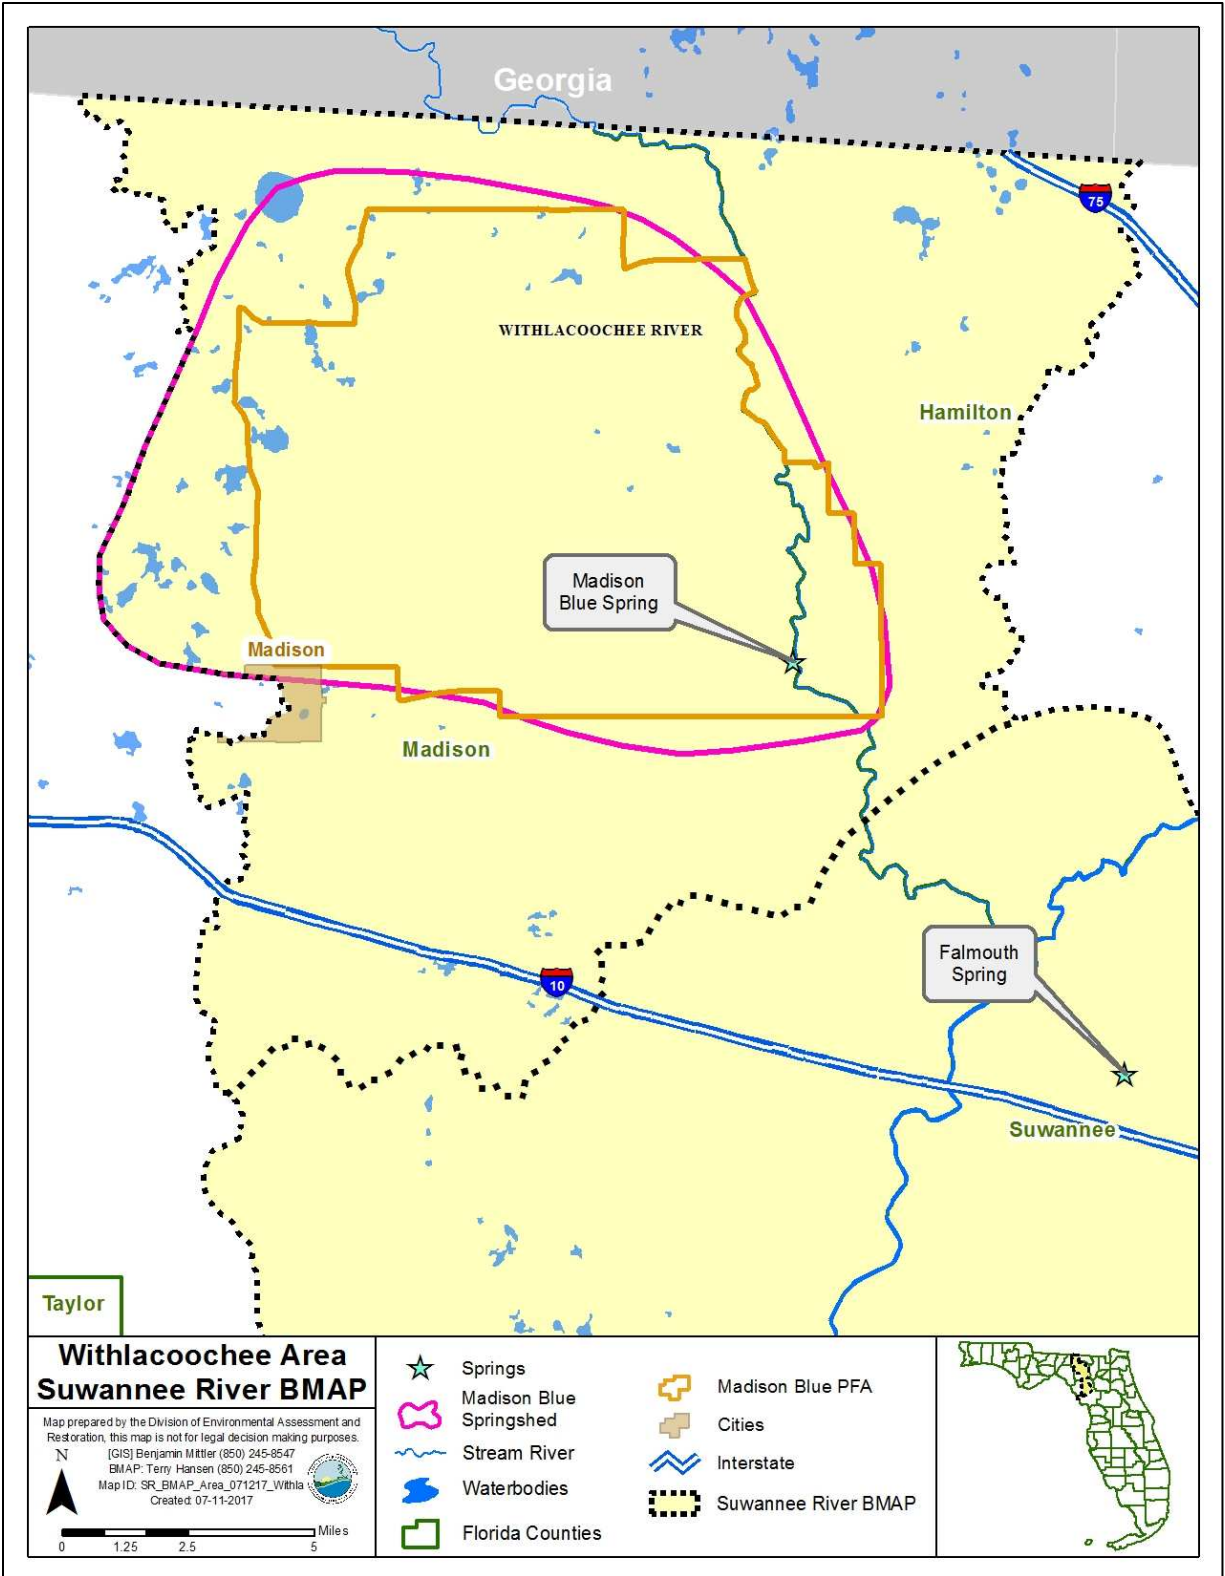 Georgia
75
WITHLACOOCHEE RIVER
Hamilton
Madison
Blue Spring
Madison
Madison
Falmouth
Spring
10
Suwannee
Taylor
Withlacoochee Area
Suwannee River BMAP
Map prepared by the Division of Environmental Assessment and
Restoration, this map is not for legal decision making purposes.
[GIS] Benjamin Mittler (850) 245-8547
BMAP: Terry Hansen (850) 245-8561
Map ID: SR_BMAP_Area_071217_Withla
Created: 07-11-2017
N
Miles
0 1.25 2.5 5
Springs
Madison Blue
Springshed
Stream River
Waterbodies
Florida Counties
Madison Blue PFA
Cities
Interstate
Suwannee River BMAP